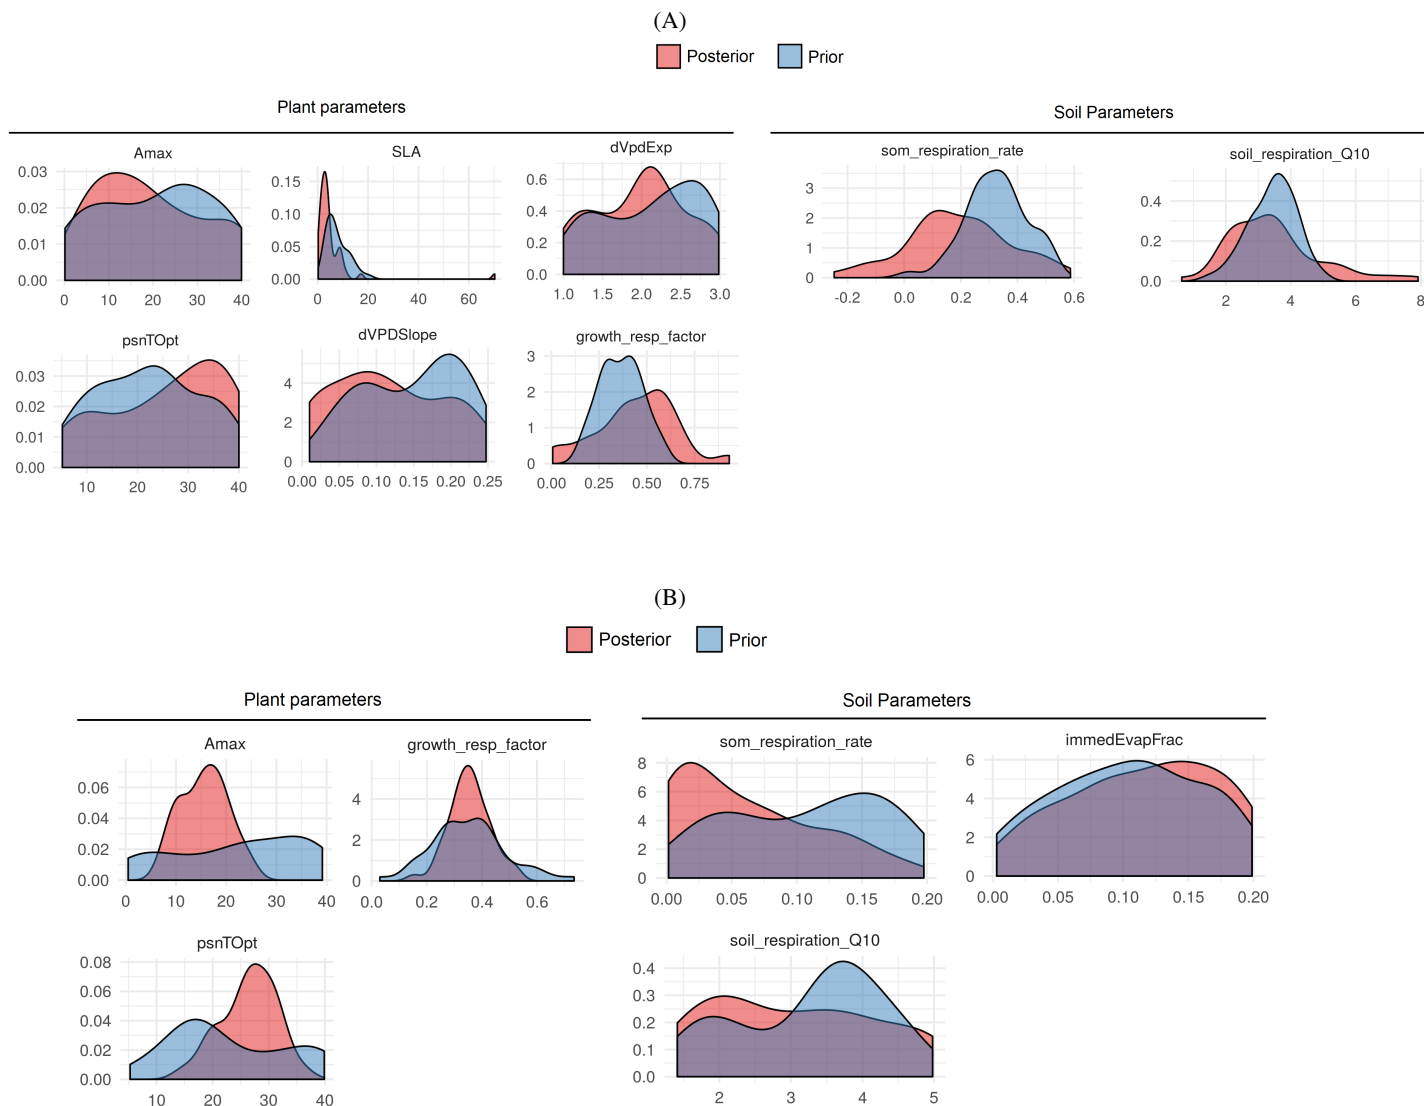 (A)
Posterior Prior
Plant parameters
Soil Parameters
Amax
0.03
0.02
0.01
0.00
0 10 20 30 40
SLA
0.15
0.10
0.05
0.00
0 20 40 60
dVpdExp
0.6
0.4
0.2
0.0
1.0 1.5 2.0 2.5 3.0
som_respiration_rate
3
2
1
0
-0.2 0.0 0.2 0.4 0.6
soil_respiration_Q10
0.4
0.2
0.0
2 4 6 8
psnTOpt
0.03
0.02
0.01
0.00
10 20 30 40
dVPDSlope
4
2
0
0.00 0.05 0.10 0.15 0.20 0.25
growth_resp_factor
3
2
1
0
0.00 0.25 0.50 0.75
(B)
Posterior Prior
Plant parameters
Soil Parameters
Amax
0.06
0.04
0.02
0.00
0 10 20 30 40
growth_resp_factor
4
2
0
0.0 0.2 0.4 0.6
som_respiration_rate
8
6
4
2
0
0.00 0.05 0.10 0.15 0.20
immedEvapFrac
6
4
2
0
0.00 0.05 0.10 0.15 0.20
psnTOpt
0.08
0.06
0.04
0.02
0.00
10 20 30 40
soil_respiration_Q10
0.4
0.3
0.2
0.1
0.0
2 3 4 5